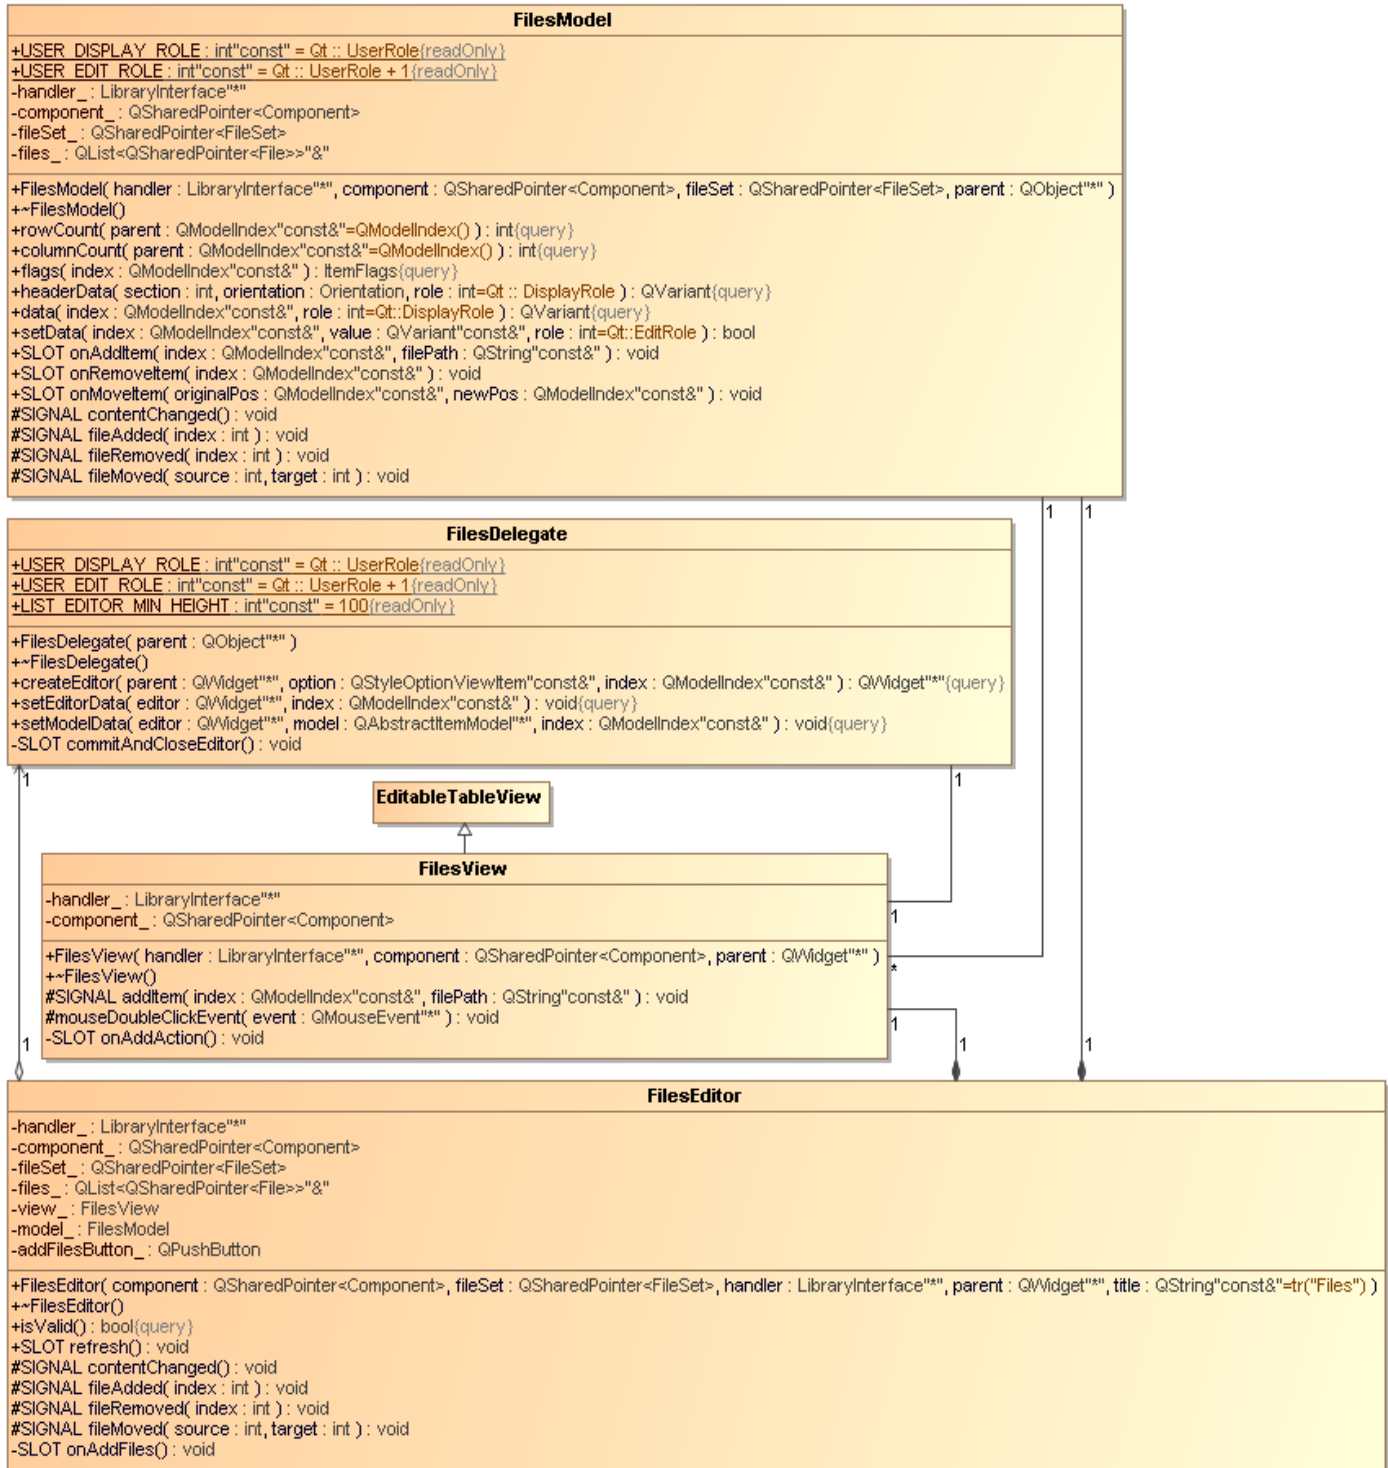 FilesModel
+USER_DISPLAY_ROLE : int"const" = Qt :: UserRole{readOnly}
+USER_EDIT_ROLE : int"const" = Qt :: UserRole + 1{readOnly}
-handler_ : LibraryInterface"*"
-component_ : QSharedPointer<Component>
-fileSet_ : QSharedPointer<FileSet>
-files_ : QList<QSharedPointer<File>>"&"
+FilesModel( handler : LibraryInterface"*", component : QSharedPointer<Component>, fileSet : QSharedPointer<FileSet>, parent : QObject"*" )
+~FilesModel()
+rowCount( parent : QModelIndex"const&"=QModelIndex() ) : int{query}
+columnCount( parent : QModelIndex"const&"=QModelIndex() ) : int{query}
+flags( index : QModelIndex"const&" ) : ItemFlags{query}
+headerData( section : int, orientation : Orientation, role : int=Qt :: DisplayRole ) : QVariant{query}
+data( index : QModelIndex"const&", role : int=Qt::DisplayRole ) : QVariant{query}
+setData( index : QModelIndex"const&", value : QVariant"const&", role : int=Qt::EditRole ) : bool
+SLOT onAddItem( index : QModelIndex"const&", filePath : QString"const&" ) : void
+SLOT onRemoveItem( index : QModelIndex"const&" ) : void
+SLOT onMoveItem( originalPos : QModelIndex"const&", newPos : QModelIndex"const&" ) : void
#SIGNAL contentChanged() : void
#SIGNAL fileAdded( index : int ) : void
#SIGNAL fileRemoved( index : int ) : void
#SIGNAL fileMoved( source : int, target : int ) : void
1 1
FilesDelegate
+USER_DISPLAY_ROLE : int"const" = Qt :: UserRole{readOnly}
+USER_EDIT_ROLE : int"const" = Qt :: UserRole + 1{readOnly}
+LIST_EDITOR_MIN_HEIGHT : int"const" = 100{readOnly}
+FilesDelegate( parent : QObject"*" )
+~FilesDelegate()
+createEditor( parent : QWidget"*", option : QStyleOptionViewItem"const&", index : QModelIndex"const&" ) : QWidget"*"{query}
+setEditorData( editor : QWidget"*", index : QModelIndex"const&" ) : void{query}
+setModelData( editor : QWidget"*", model : QAbstractItemModel"*", index : QModelIndex"const&" ) : void{query}
-SLOT commitAndCloseEditor() : void
1 1
EditableTableView
FilesView
-handler_ : LibraryInterface"*"
-component_ : QSharedPointer<Component>
1
+FilesView( handler : LibraryInterface"*", component : QSharedPointer<Component>, parent : QWidget"*" )
*
+~FilesView()
#SIGNAL addItem( index : QModelIndex"const&", filePath : QString"const&" ) : void
#mouseDoubleClickEvent( event : QMouseEvent"*" ) : void
1
-SLOT onAddAction() : void
1 1 1
FilesEditor
-handler_ : LibraryInterface"*"
-component_ : QSharedPointer<Component>
-fileSet_ : QSharedPointer<FileSet>
-files_ : QList<QSharedPointer<File>>"&"
-view_ : FilesView
-model_ : FilesModel
-addFilesButton_ : QPushButton
+FilesEditor( component : QSharedPointer<Component>, fileSet : QSharedPointer<FileSet>, handler : LibraryInterface"*", parent : QWidget"*", title : QString"const&"=tr("Files") )
+~FilesEditor()
+isValid() : bool{query}
+SLOT refresh() : void
#SIGNAL contentChanged() : void
#SIGNAL fileAdded( index : int ) : void
#SIGNAL fileRemoved( index : int ) : void
#SIGNAL fileMoved( source : int, target : int ) : void
-SLOT onAddFiles() : void